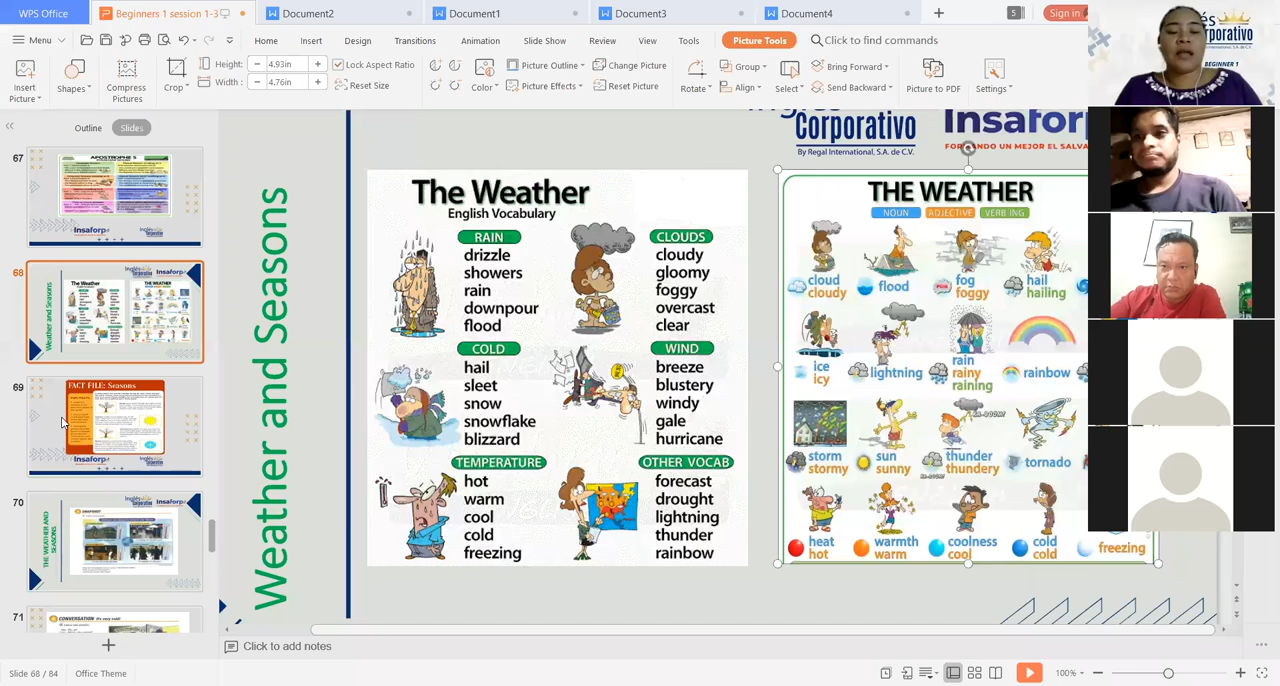 WPS Office
Beginners 1 session 1-3
Document2
Document1
Document3
Document4
5
Sign in
Menu
Home
Insert
Design
Transitions
Animation
Slide Show
Review
View
Tools
Picture Tools
Click to find commands
Insert Picture
Shapes
Compress Pictures
Crop
Height: 4.93in
Width : 4.76in
Lock Aspect Ratio
Reset Size
Color
Picture Outline
Picture Effects
Change Picture
Reset Picture
Rotate
Group
Align
Select
Bring Forward
Send Backward
Picture to PDF
Settings
BEGINNER 1
Outline
Slides
67
68
69
FACT FILE: Seasons
70
71
Weather and Seasons
Corporativo
By Regal International, S.A. de C.V.
Insafor
The Weather
English Vocabulary
RAIN
drizzle
showers
rain
downpour
flood
CLOUDS
cloudy
gloomy
foggy
overcast
clear
COLD
hail
sleet
snow
snowflake
blizzard
WIND
breeze
blustery
windy
gale
hurricane
TEMPERATURE
hot
warm
cool
cold
freezing
OTHER VOCAB
forecast
drought
lightning
thunder
rainbow
THE WEATHER
NOUN
ADJECTIVE
VERB ING
cloud
cloudy
flood
fog
foggy
hail
hailing
ice
icy
lightning
rain
rainy
raining
rainbow
storm
stormy
sun
sunny
thunder
thundery
tornado
heat
hot
warmth
warm
coolness
cool
cold
cold
freezing
Click to add notes
Slide 68 / 84
Office Theme
100%